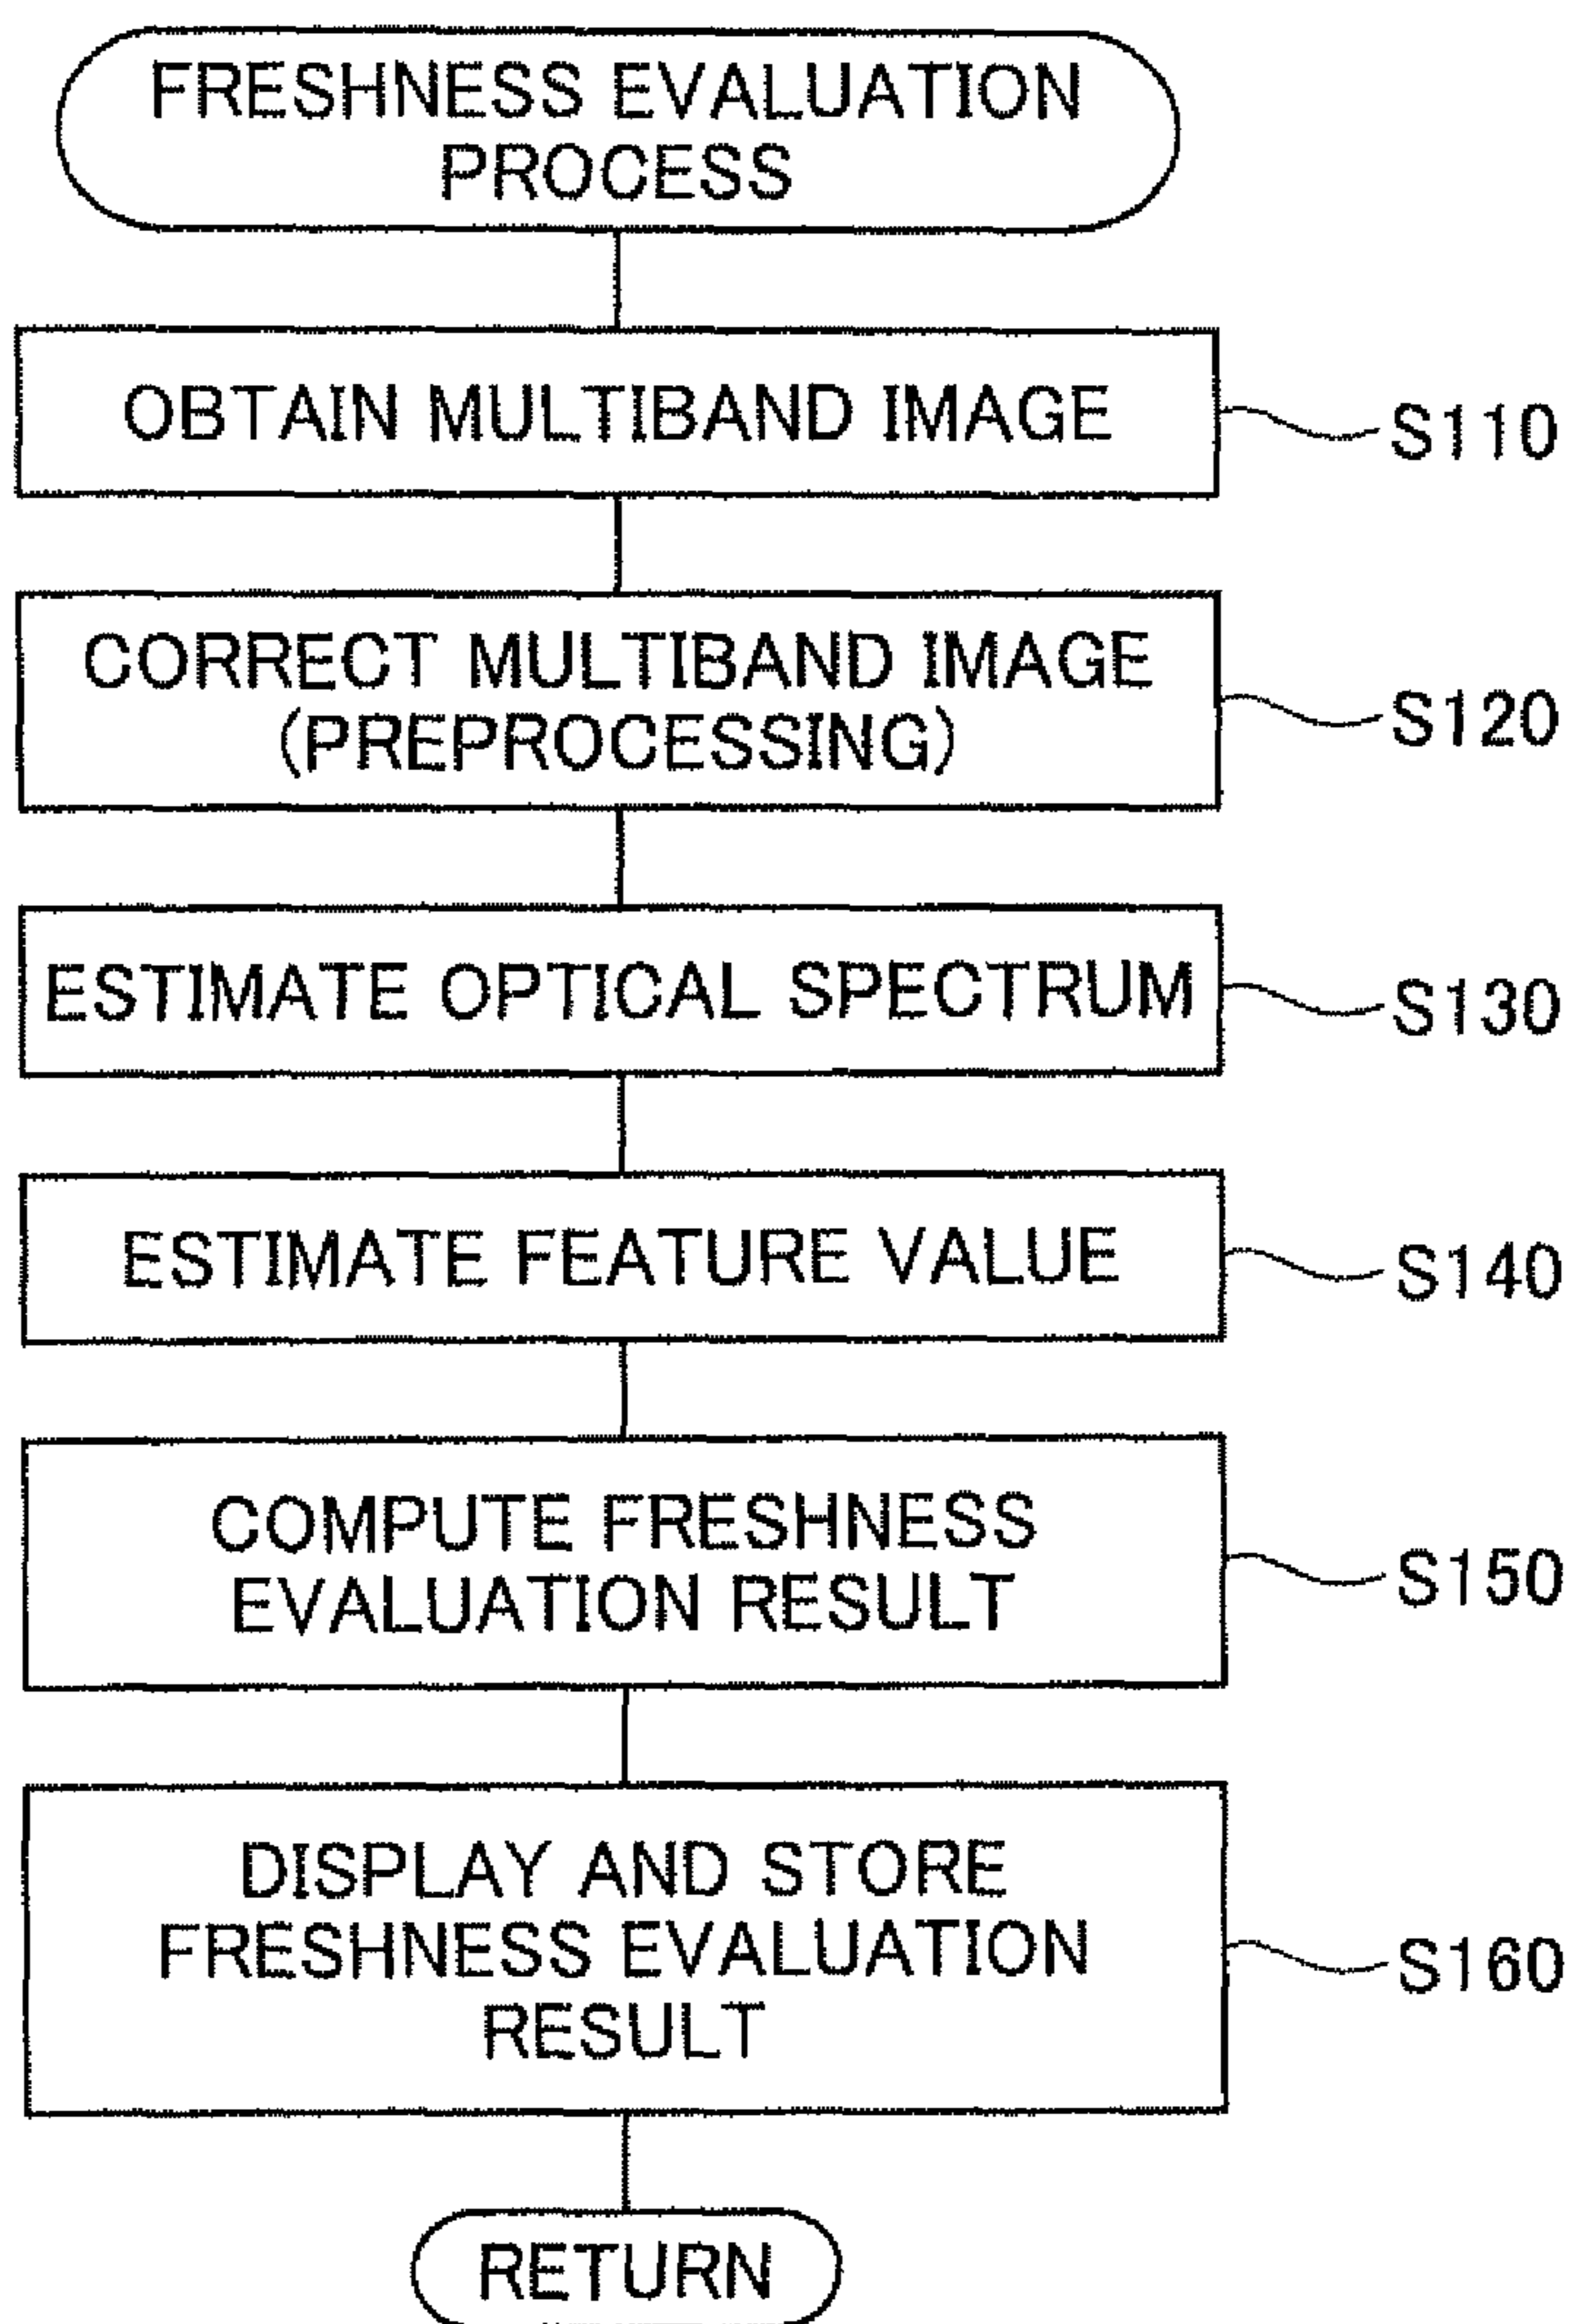 FRESHNESS EVALUATION
PROCESS
OBTAIN MULTIBAND IMAGE
S110
CORRECT MULTIBAND IMAGE
(PREPROCESSING)
S120
ESTIMATE OPTICAL SPECTRUM
S130
ESTIMATE FEATURE VALUE
S140
COMPUTE FRESHNESS
EVALUATION RESULT
S150
DISPLAY AND STORE
FRESHNESS EVALUATION
RESULT
S160
RETURN